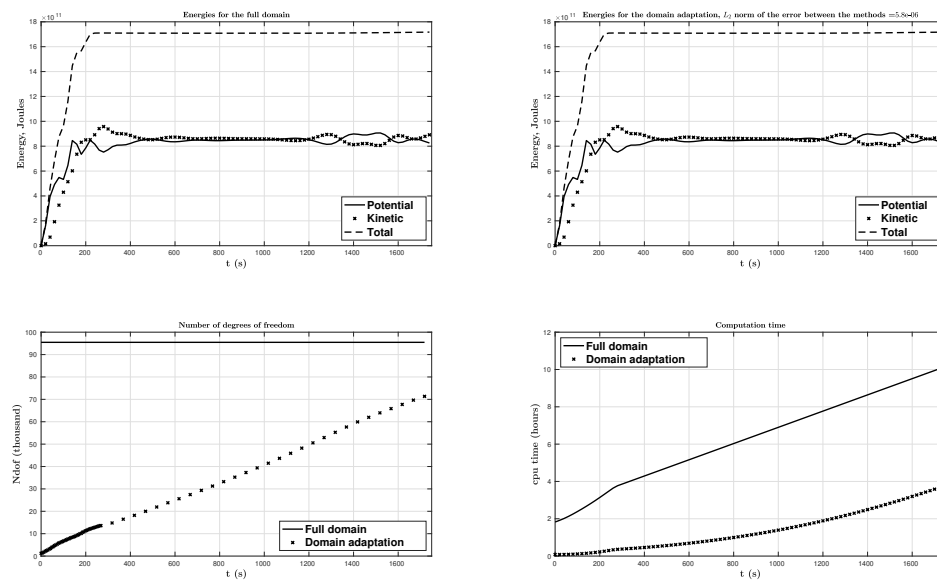 Energies for the full domain
×10¹¹
18
16
14
12
10
8
6
4
2
0
Energy, Joules
0 200 400 600 800 1000 1200 1400 1600
t (s)
Potential
Kinetic
Total
Energies for the domain adaptation, L₂ norm of the error between the methods =5.8e-06
×10¹¹
18
16
14
12
10
8
6
4
2
0
Energy, Joules
0 200 400 600 800 1000 1200 1400 1600
t (s)
Potential
Kinetic
Total
Number of degrees of freedom
100
90
80
70
60
50
40
30
20
10
0
Ndof (thousand)
0 200 400 600 800 1000 1200 1400 1600
t (s)
Full domain
Domain adaptation
Computation time
12
10
8
6
4
2
0
cpu time (hours)
0 200 400 600 800 1000 1200 1400 1600
t (s)
Full domain
Domain adaptation